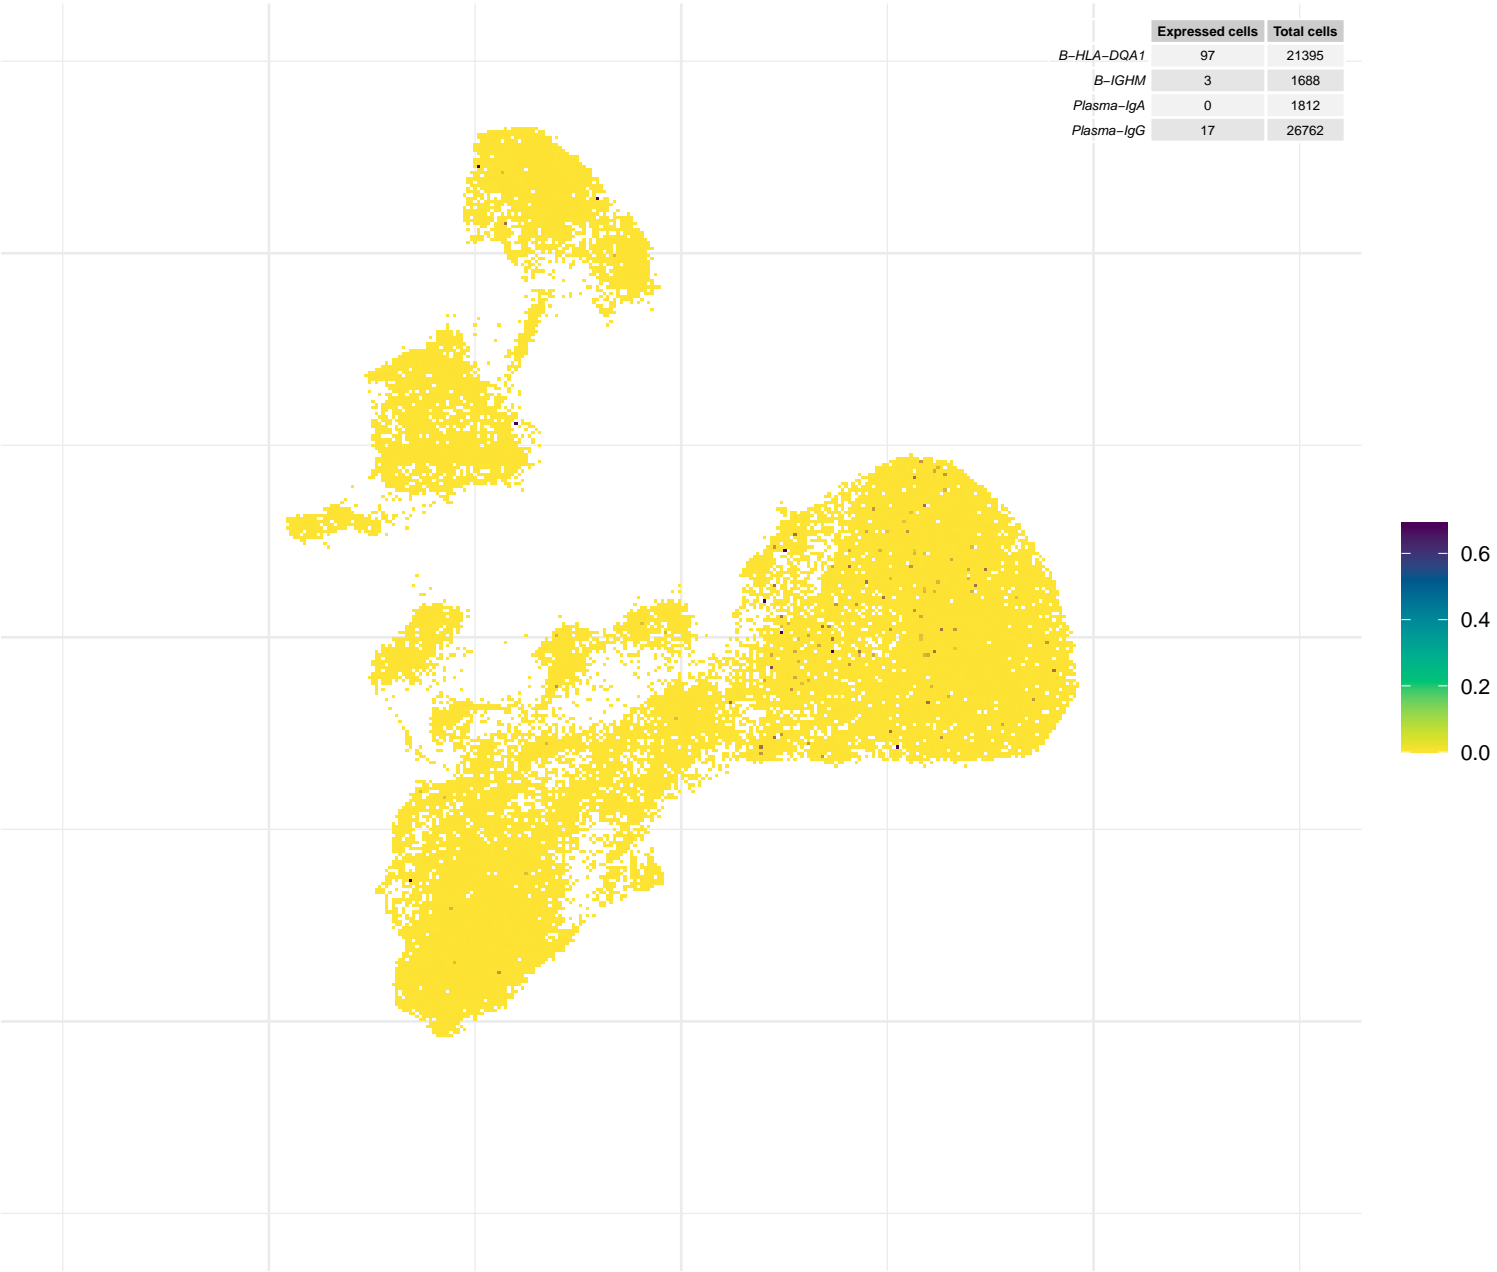 Expressed cells Total cells
B−HLA−DQA1 97 21395
B−IGHM 3 1688
Plasma−IgA 0 1812
Plasma−IgG 17 26762
0.6
0.4
0.2
0.0